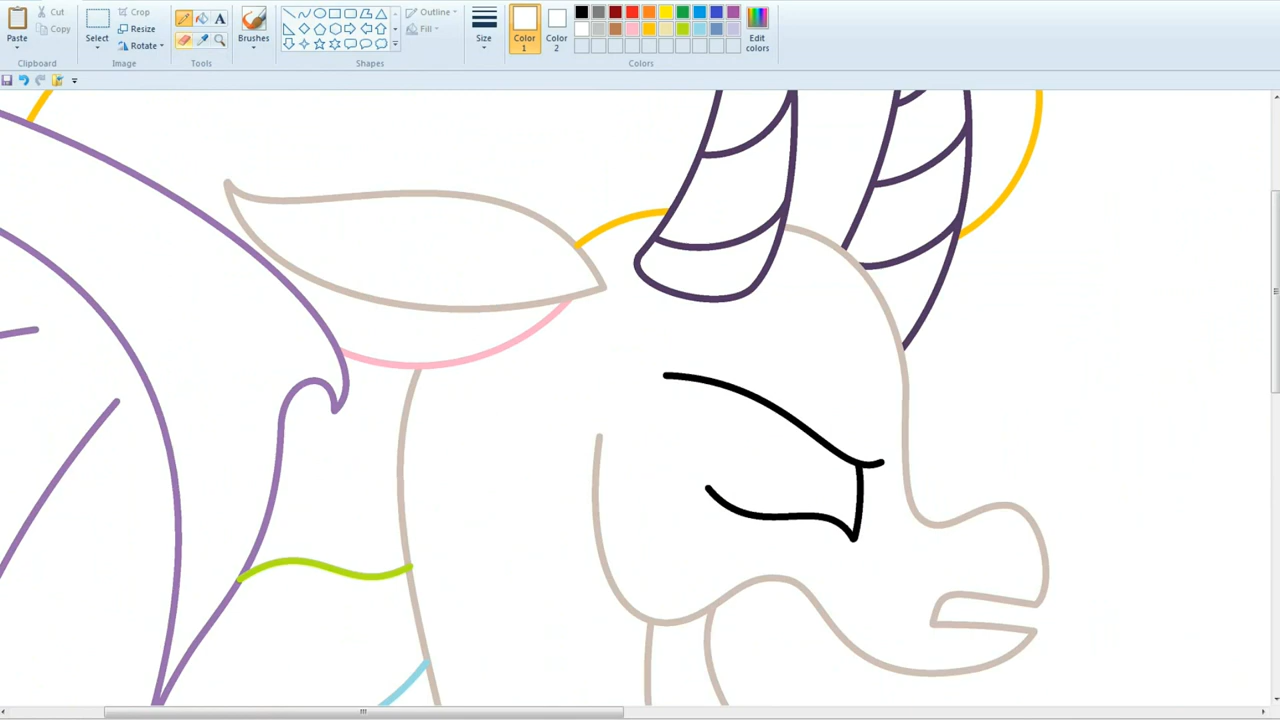 Cut
Copy
Paste
Clipboard
Crop
Resize
Rotate
Select
Image
A
Tools
Brushes
Outline
Fill
Shapes
Size
Color 1
Color 2
Edit colors
Colors